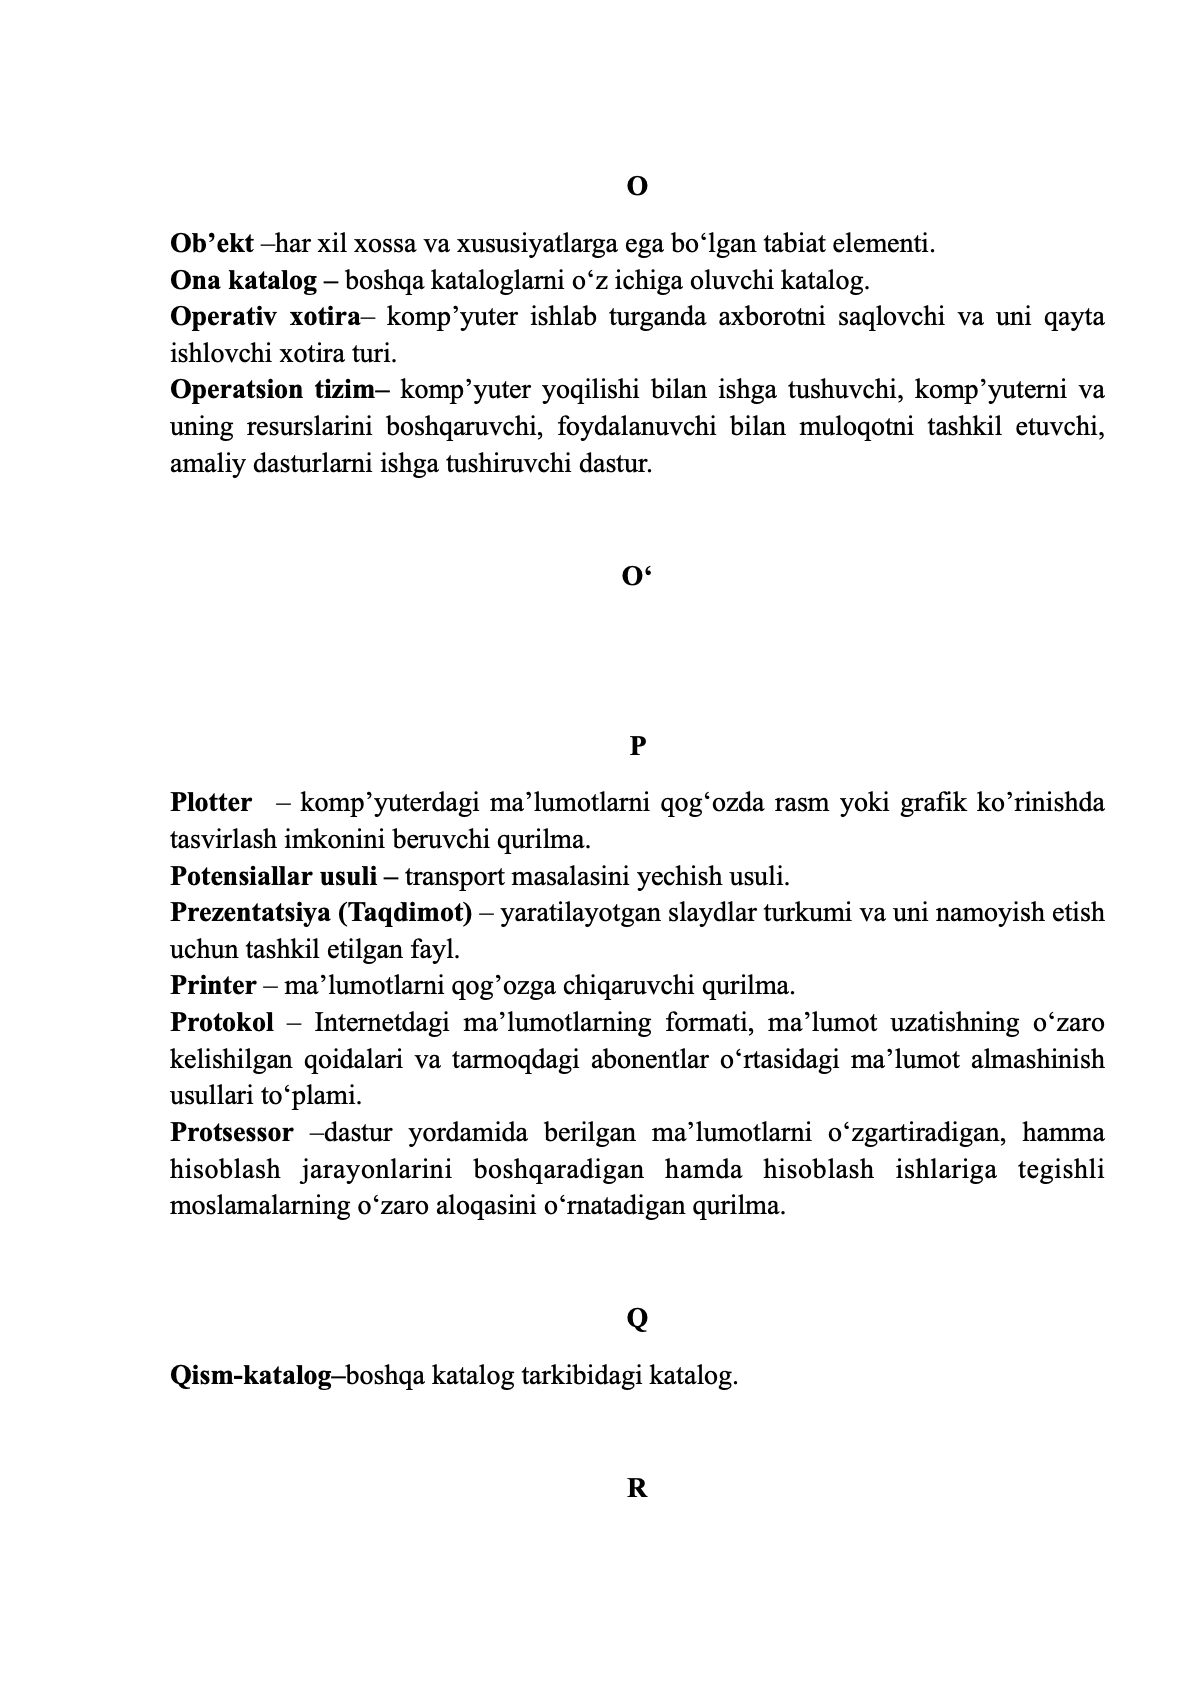 O
Ob’ekt –har xil xossa va xususiyatlarga ega bo‘lgan tabiat elementi.
Ona katalog – boshqa kataloglarni o‘z ichiga oluvchi katalog.
Operativ xotira– komp’yuter ishlab turganda axborotni saqlovchi va uni qayta
ishlovchi xotira turi.
Operatsion tizim– komp’yuter yoqilishi bilan ishga tushuvchi, komp’yuterni va
uning resurslarini boshqaruvchi, foydalanuvchi bilan muloqotni tashkil etuvchi,
amaliy dasturlarni ishga tushiruvchi dastur.
O‘
P
Plotter – komp’yuterdagi ma’lumotlarni qog‘ozda rasm yoki grafik ko’rinishda
tasvirlash imkonini beruvchi qurilma.
Potensiallar usuli – transport masalasini yechish usuli.
Prezentatsiya (Taqdimot) – yaratilayotgan slaydlar turkumi va uni namoyish etish
uchun tashkil etilgan fayl.
Printer – ma’lumotlarni qog’ozga chiqaruvchi qurilma.
Protokol – Internetdagi ma’lumotlarning formati, ma’lumot uzatishning o‘zaro
kelishilgan qoidalari va tarmoqdagi abonentlar o‘rtasidagi ma’lumot almashinish
usullari to‘plami.
Protsessor –dastur yordamida berilgan ma’lumotlarni o‘zgartiradigan, hamma
hisoblash jarayonlarini boshqaradigan hamda hisoblash ishlariga tegishli
moslamalarning o‘zaro aloqasini o‘rnatadigan qurilma.
Q
Qism-katalog–boshqa katalog tarkibidagi katalog.
R